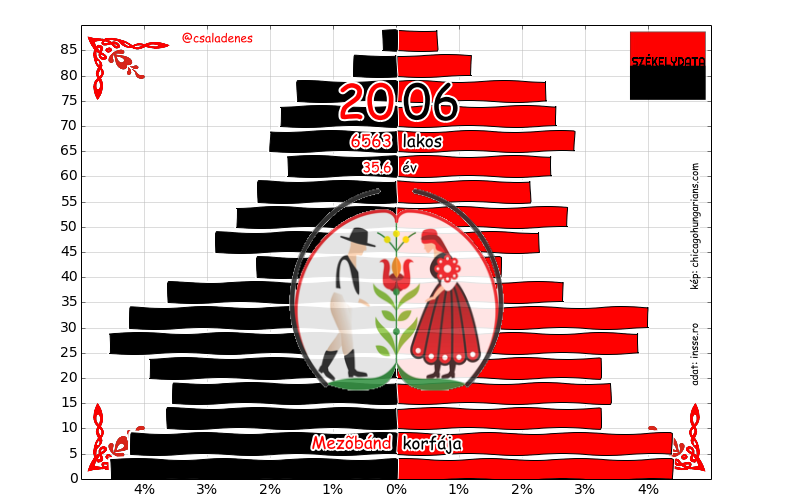 @csaladenes
SZÉKELYDATA
2006
6563 lakos
35.6 év
kép: chicagohungarians.com
adat: insse.ro
Mezõbánd korfája
85
80
75
70
65
60
55
50
45
40
35
30
25
20
15
10
5
0
4% 3% 2% 1% 0% 1% 2% 3% 4%